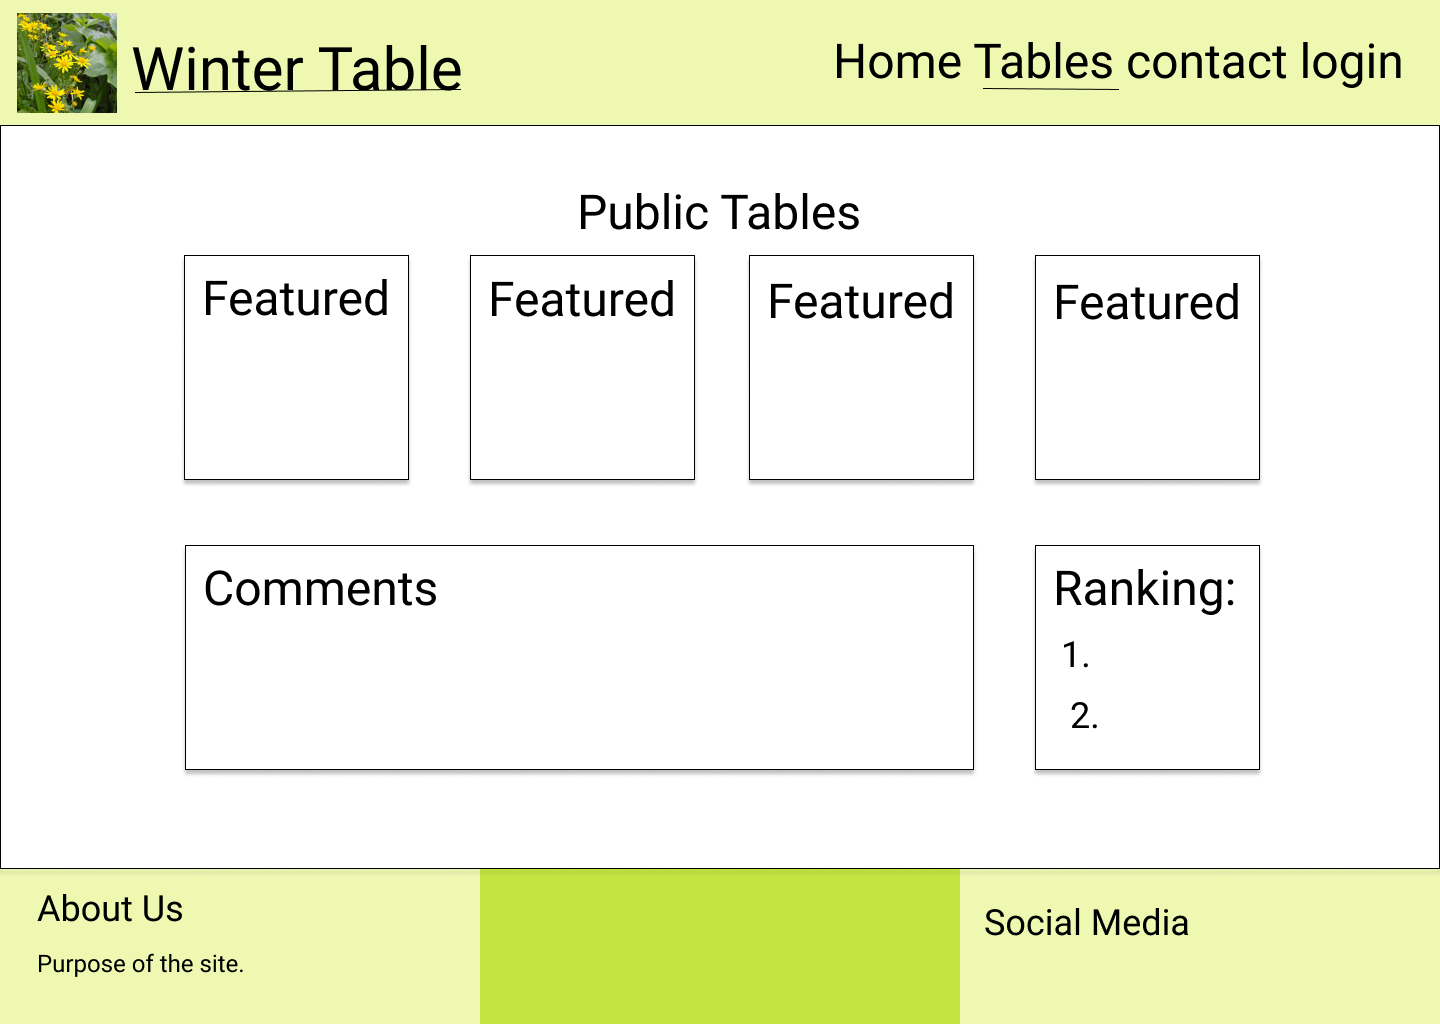 Winter Table
Home Tables contact login
Public Tables
Featured
Featured
Featured
Featured
Comments
Ranking:
1.
2.
About Us
Purpose of the site.
Social Media